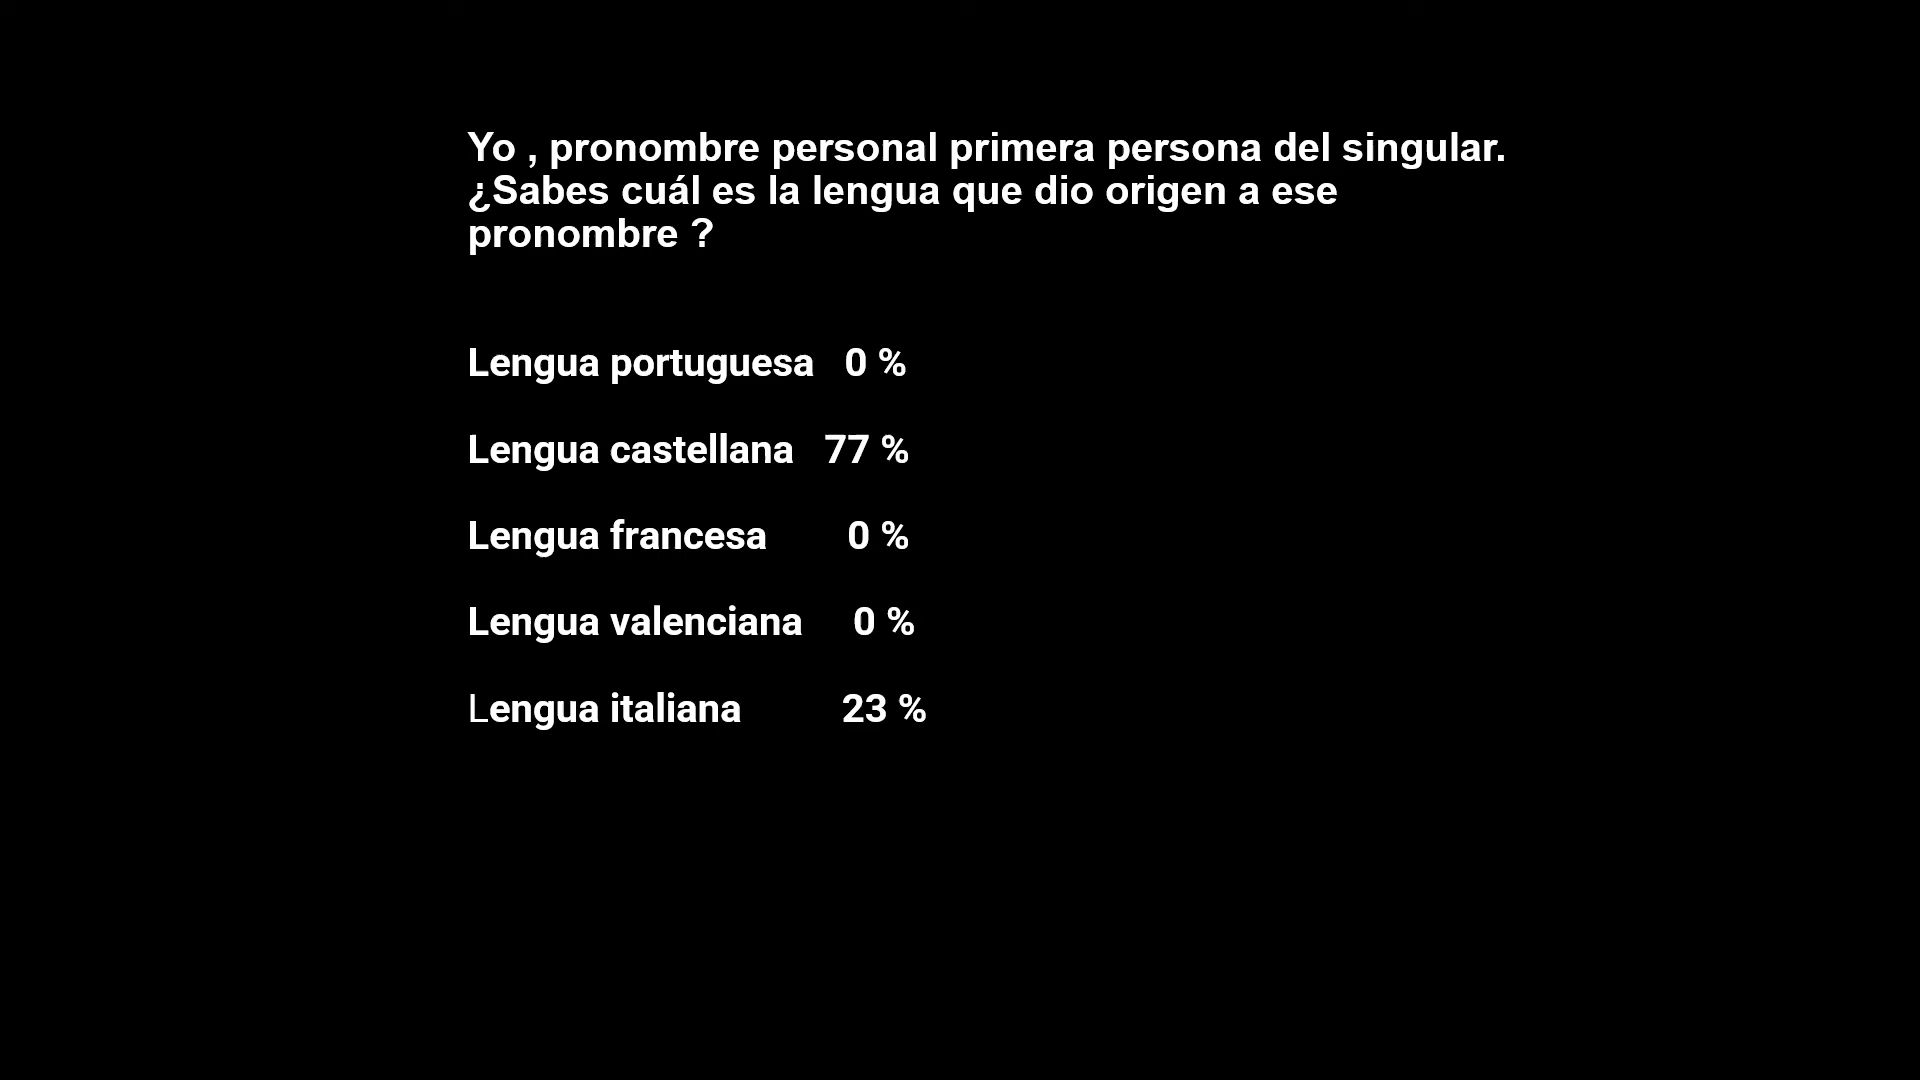 Yo , pronombre personal primera persona del singular.
¿Sabes cuál es la lengua que dio origen a ese
pronombre ?
Lengua portuguesa 0 %
Lengua castellana 77 %
Lengua francesa 0 %
Lengua valenciana 0 %
Lengua italiana 23 %